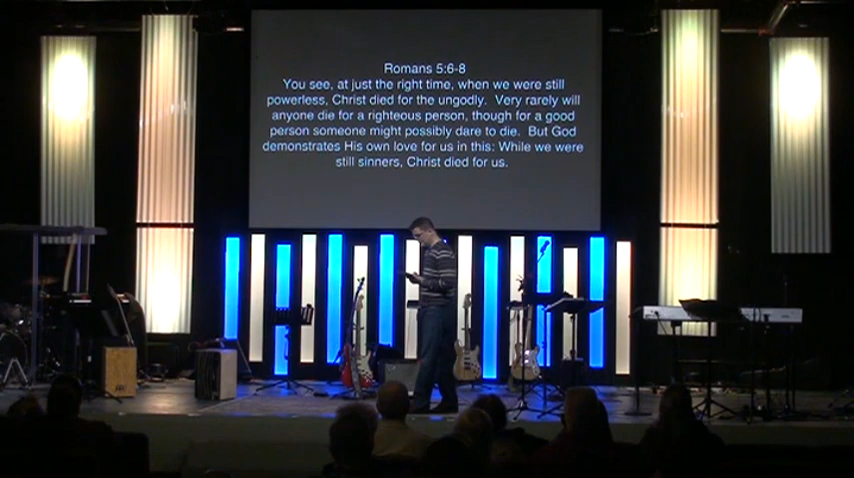 Romans 5:6-8
You see, at just the right time, when we were still
powerless, Christ died for the ungodly.  Very rarely will
anyone die for a righteous person, though for a good
person someone might possibly dare to die.  But God
demonstrates His own love for us in this: While we were
still sinners, Christ died for us.